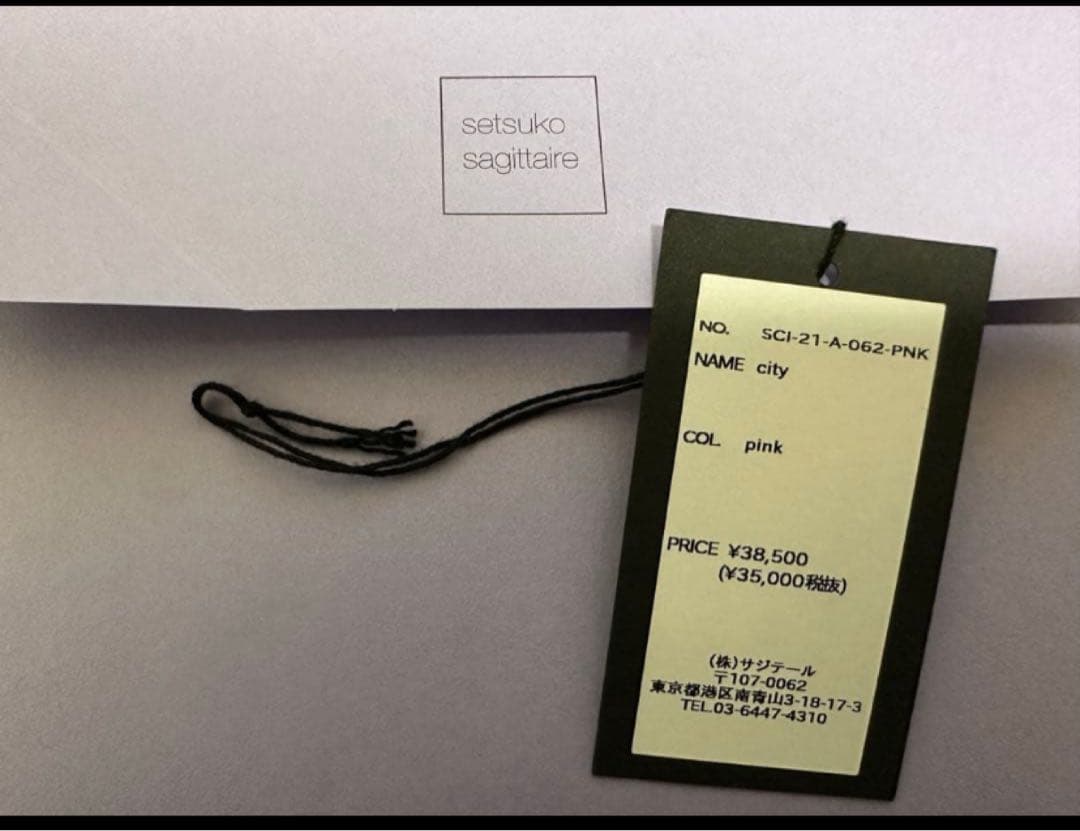 setsuko
sagittaire
NO. SCI-21-A-062-PNK
NAME city
COL. pink
PRICE ¥38,500
(¥35,000税抜)
(株)サジテール
〒107-0062
東京都港区南青山3-18-17-3
TEL.03-6447-4310